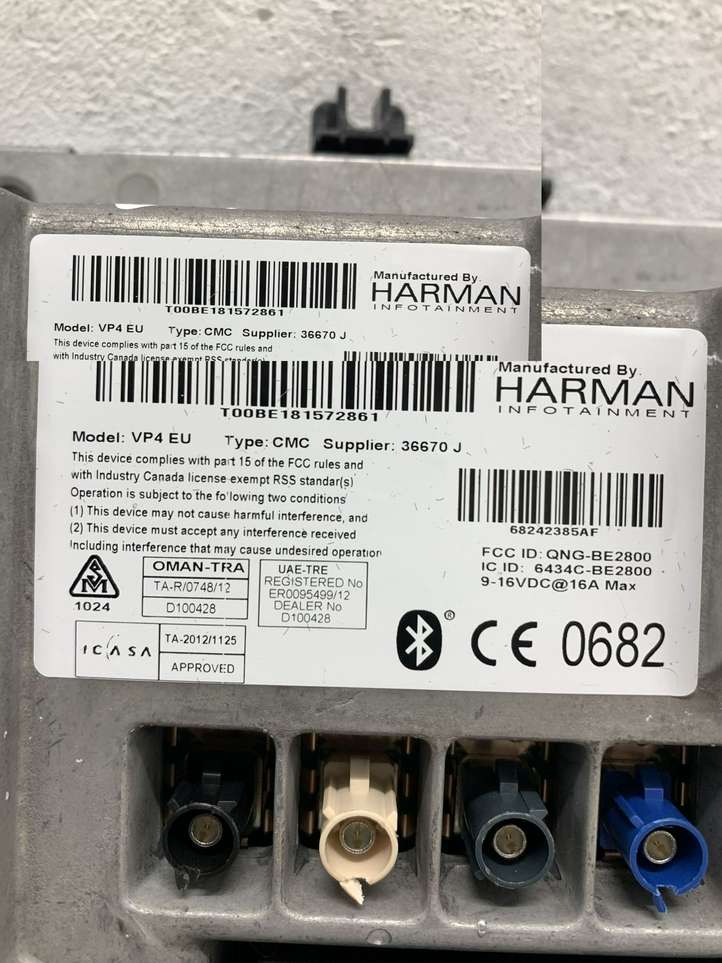 Manufactured By
HARMAN
INFOTAINMENT
T00BE181572861
Model: VP4 EU Type: CMC Supplier: 36670 J
This device complies with part 15 of the FCC rules and
with Industry Canada license exempt RSS standar(s)
Manufactured By.
HARMAN
INFOTAINMENT
T00BE181572861
Model: VP4 EU Type: CMC Supplier: 36670 J
This device complies with part 15 of the FCC rules and
with Industry Canada license exempt RSS standar(s)
Operation is subject to the following two conditions
(1) This device may not cause harmful interference, and
(2) This device must accept any interference received
Including interference that may cause undesired operation
68242385AF
FCC ID: QNG-BE2800
IC ID: 6434C-BE2800
9-16VDC@16A Max
1024
OMAN-TRA
TA-R/0748/12
D100428
UAE-TRE
REGISTERED No
ER0095499/12
DEALER No
D100428
ICASA
TA-2012/1125
APPROVED
® CE 0682